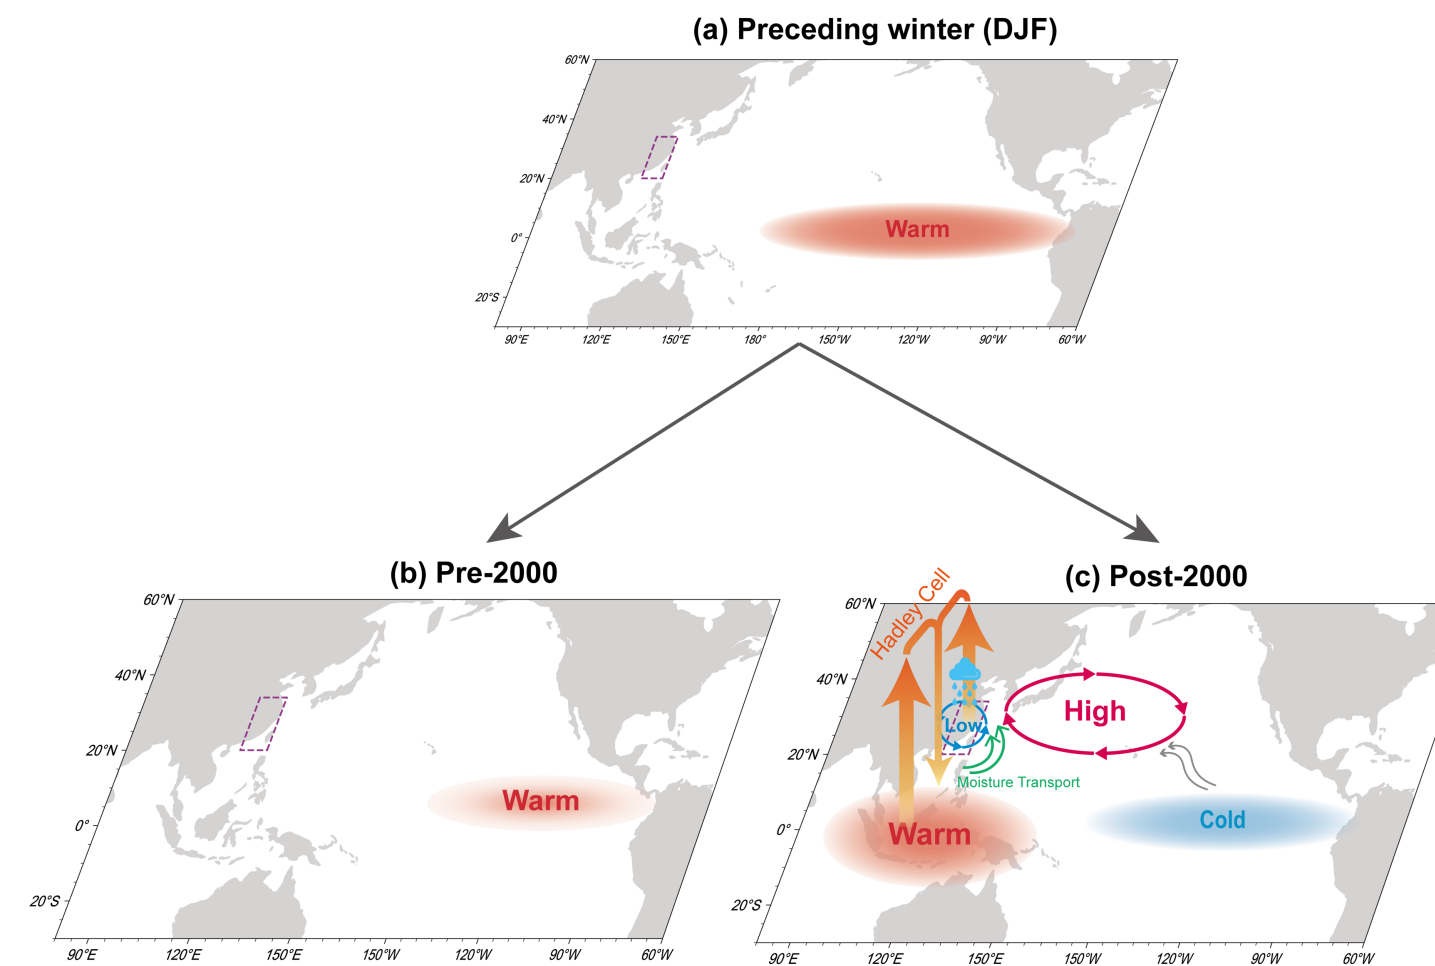 (a) Preceding winter (DJF)
60°N
40°N
20°N
0°
20°S
Warm
90°E 120°E 150°E 180° 150°W 120°W 90°W 60°W
(b) Pre-2000
60°N
40°N
20°N
0°
20°S
Warm
90°E 120°E 150°E 150°W 120°W 90°W 60°W
(c) Post-2000
Hadley Cell
60°N
40°N
20°N
0°
20°S
High
Low
Moisture Transport
Warm
Cold
90°E 120°E 150°E 150°W 120°W 90°W 60°W